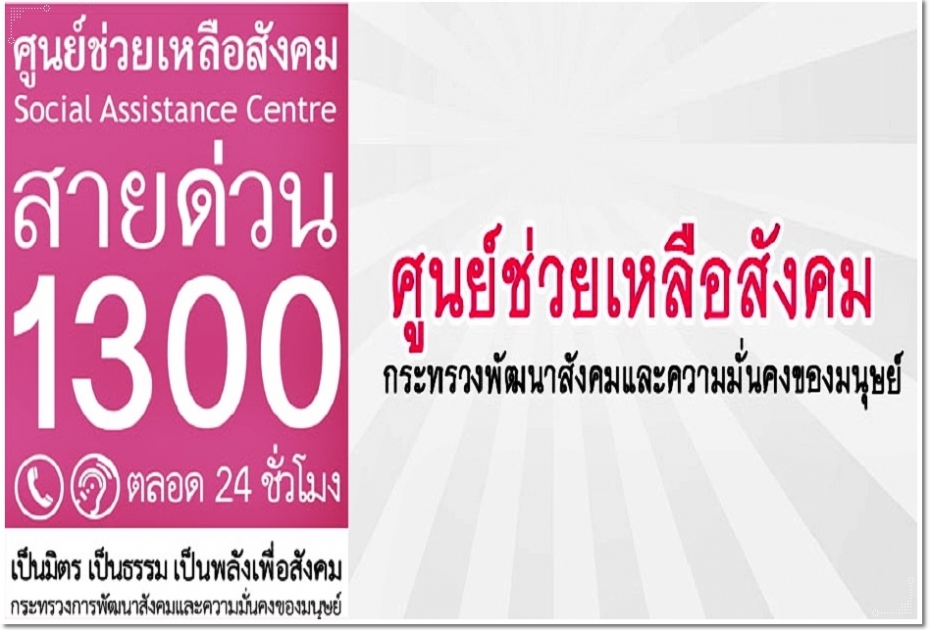 ศูนย์ช่วยเหลือสังคม
Social Assistance Centre
สายด่วน
1300
ตลอด 24 ชั่วโมง
เป็นมิตร เป็นธรรม เป็นพลังเพื่อสังคม
กระทรวงการพัฒนาสังคมและความมั่นคงของมนุษย์
ศูนย์ช่วยเหลือสังคม
กระทรวงพัฒนาสังคมและความมั่นคงของมนุษย์